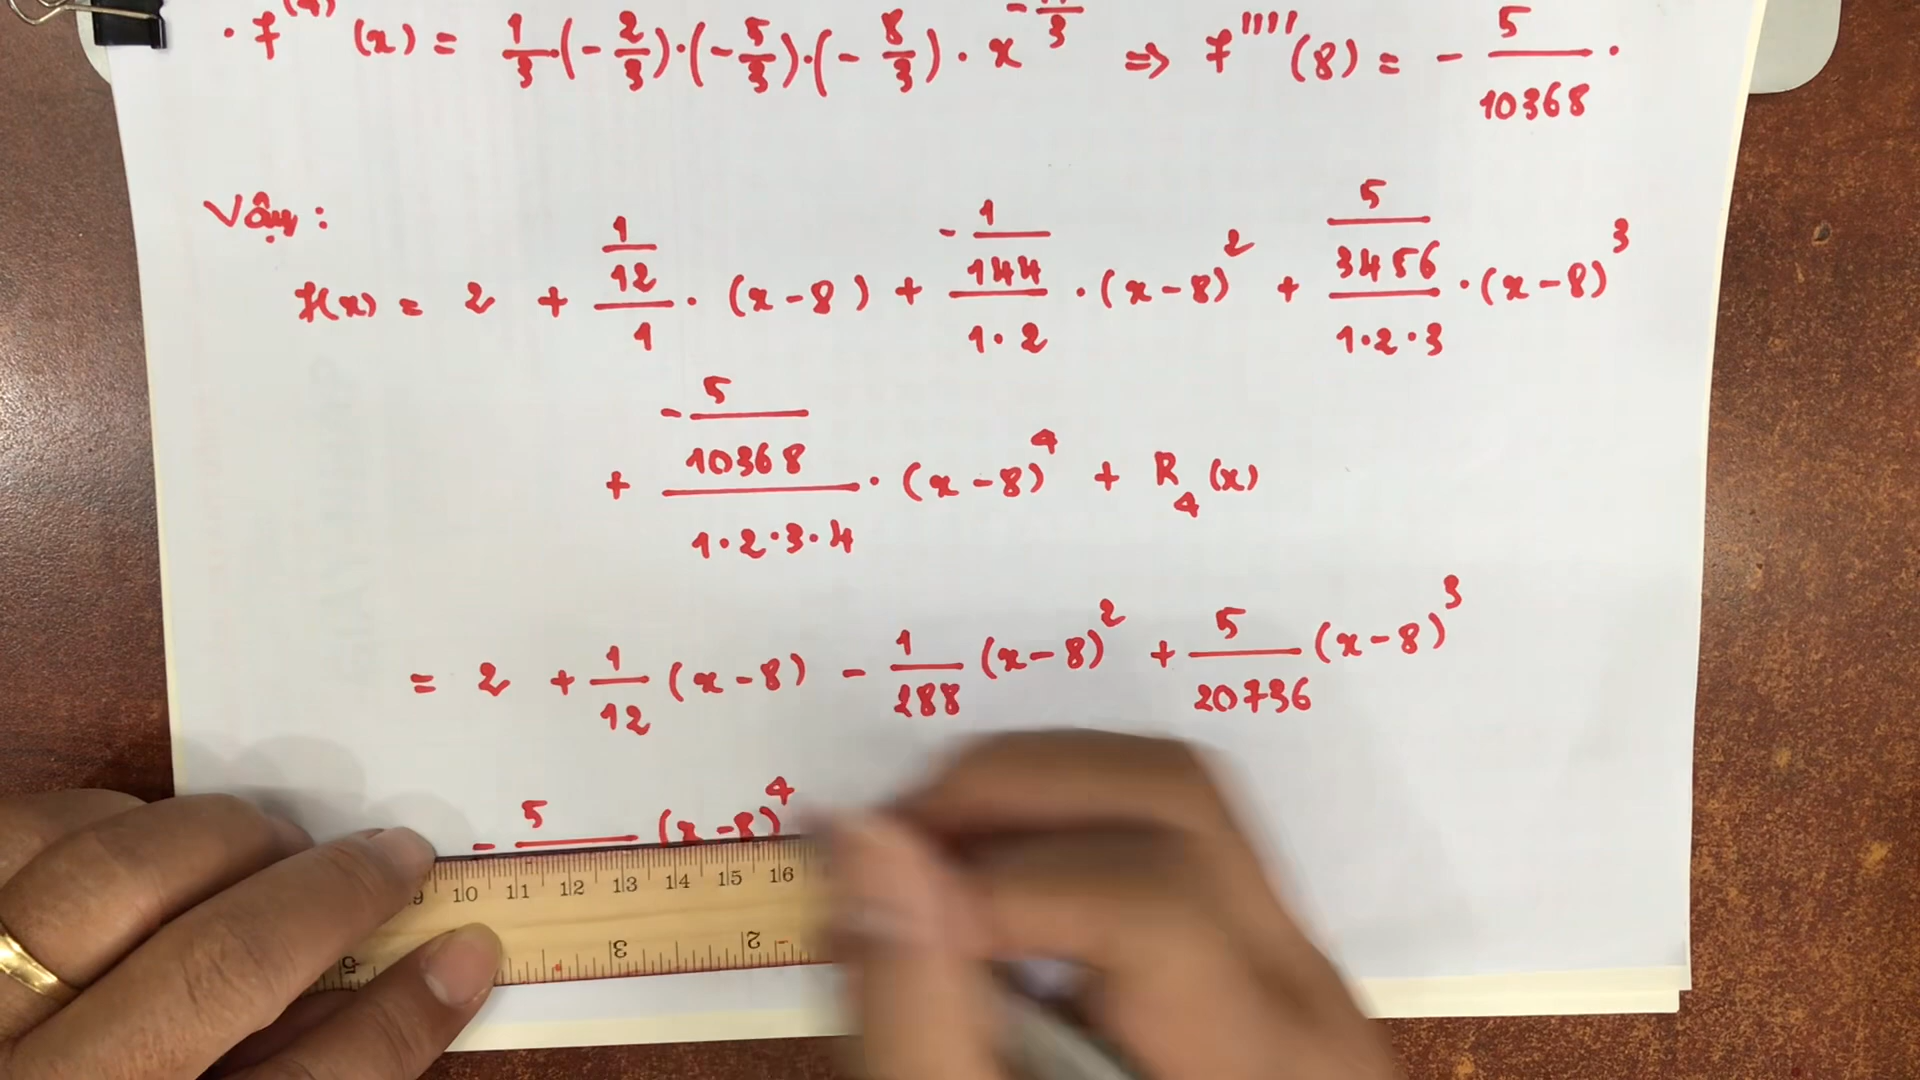 · f⁽⁴⁾(x) = 1/3 · (-2/3) · (-5/3) · (-8/3) · x^(-11/3) ⇒ f''''(8) = - 5/10368 ·
Vậy :
f(x) = 2 + (1/12)/1 · (x-8) + (-1/144)/(1·2) · (x-8)² + (5/3456)/(1·2·3) · (x-8)³
+ (-5/10368)/(1·2·3·4) · (x-8)⁴ + R₄(x)
= 2 + 1/12 (x-8) - 1/288 (x-8)² + 5/20736 (x-8)³
- 5 (x-8)⁴
9 10 11 12 13 14 15 16
5 3 2